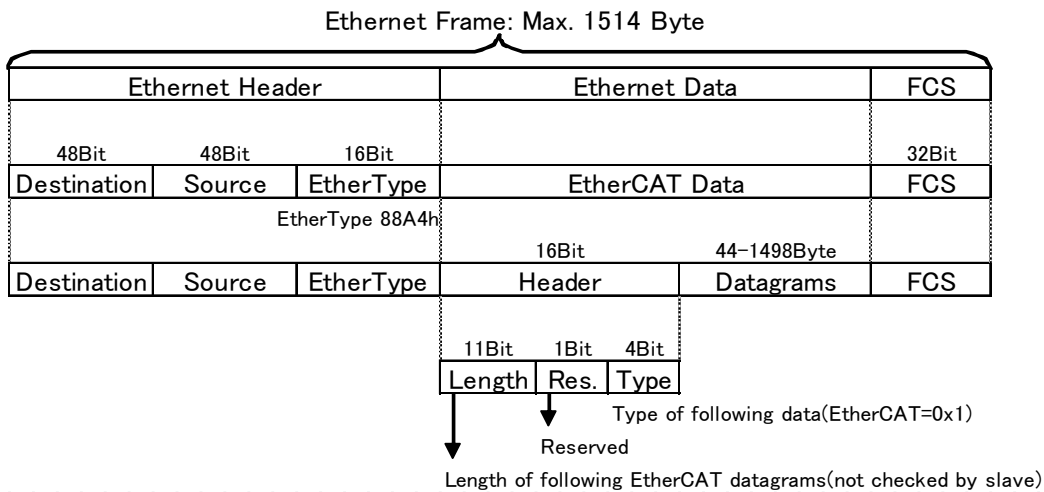 Ethernet Frame: Max. 1514 Byte
Ethernet Header Ethernet Data FCS
48Bit 48Bit 16Bit 32Bit
Destination Source EtherType EtherCAT Data FCS
EtherType 88A4h
16Bit 44-1498Byte
Destination Source EtherType Header Datagrams FCS
11Bit 1Bit 4Bit
Length Res. Type
Type of following data(EtherCAT=0x1)
Reserved
Length of following EtherCAT datagrams(not checked by slave)